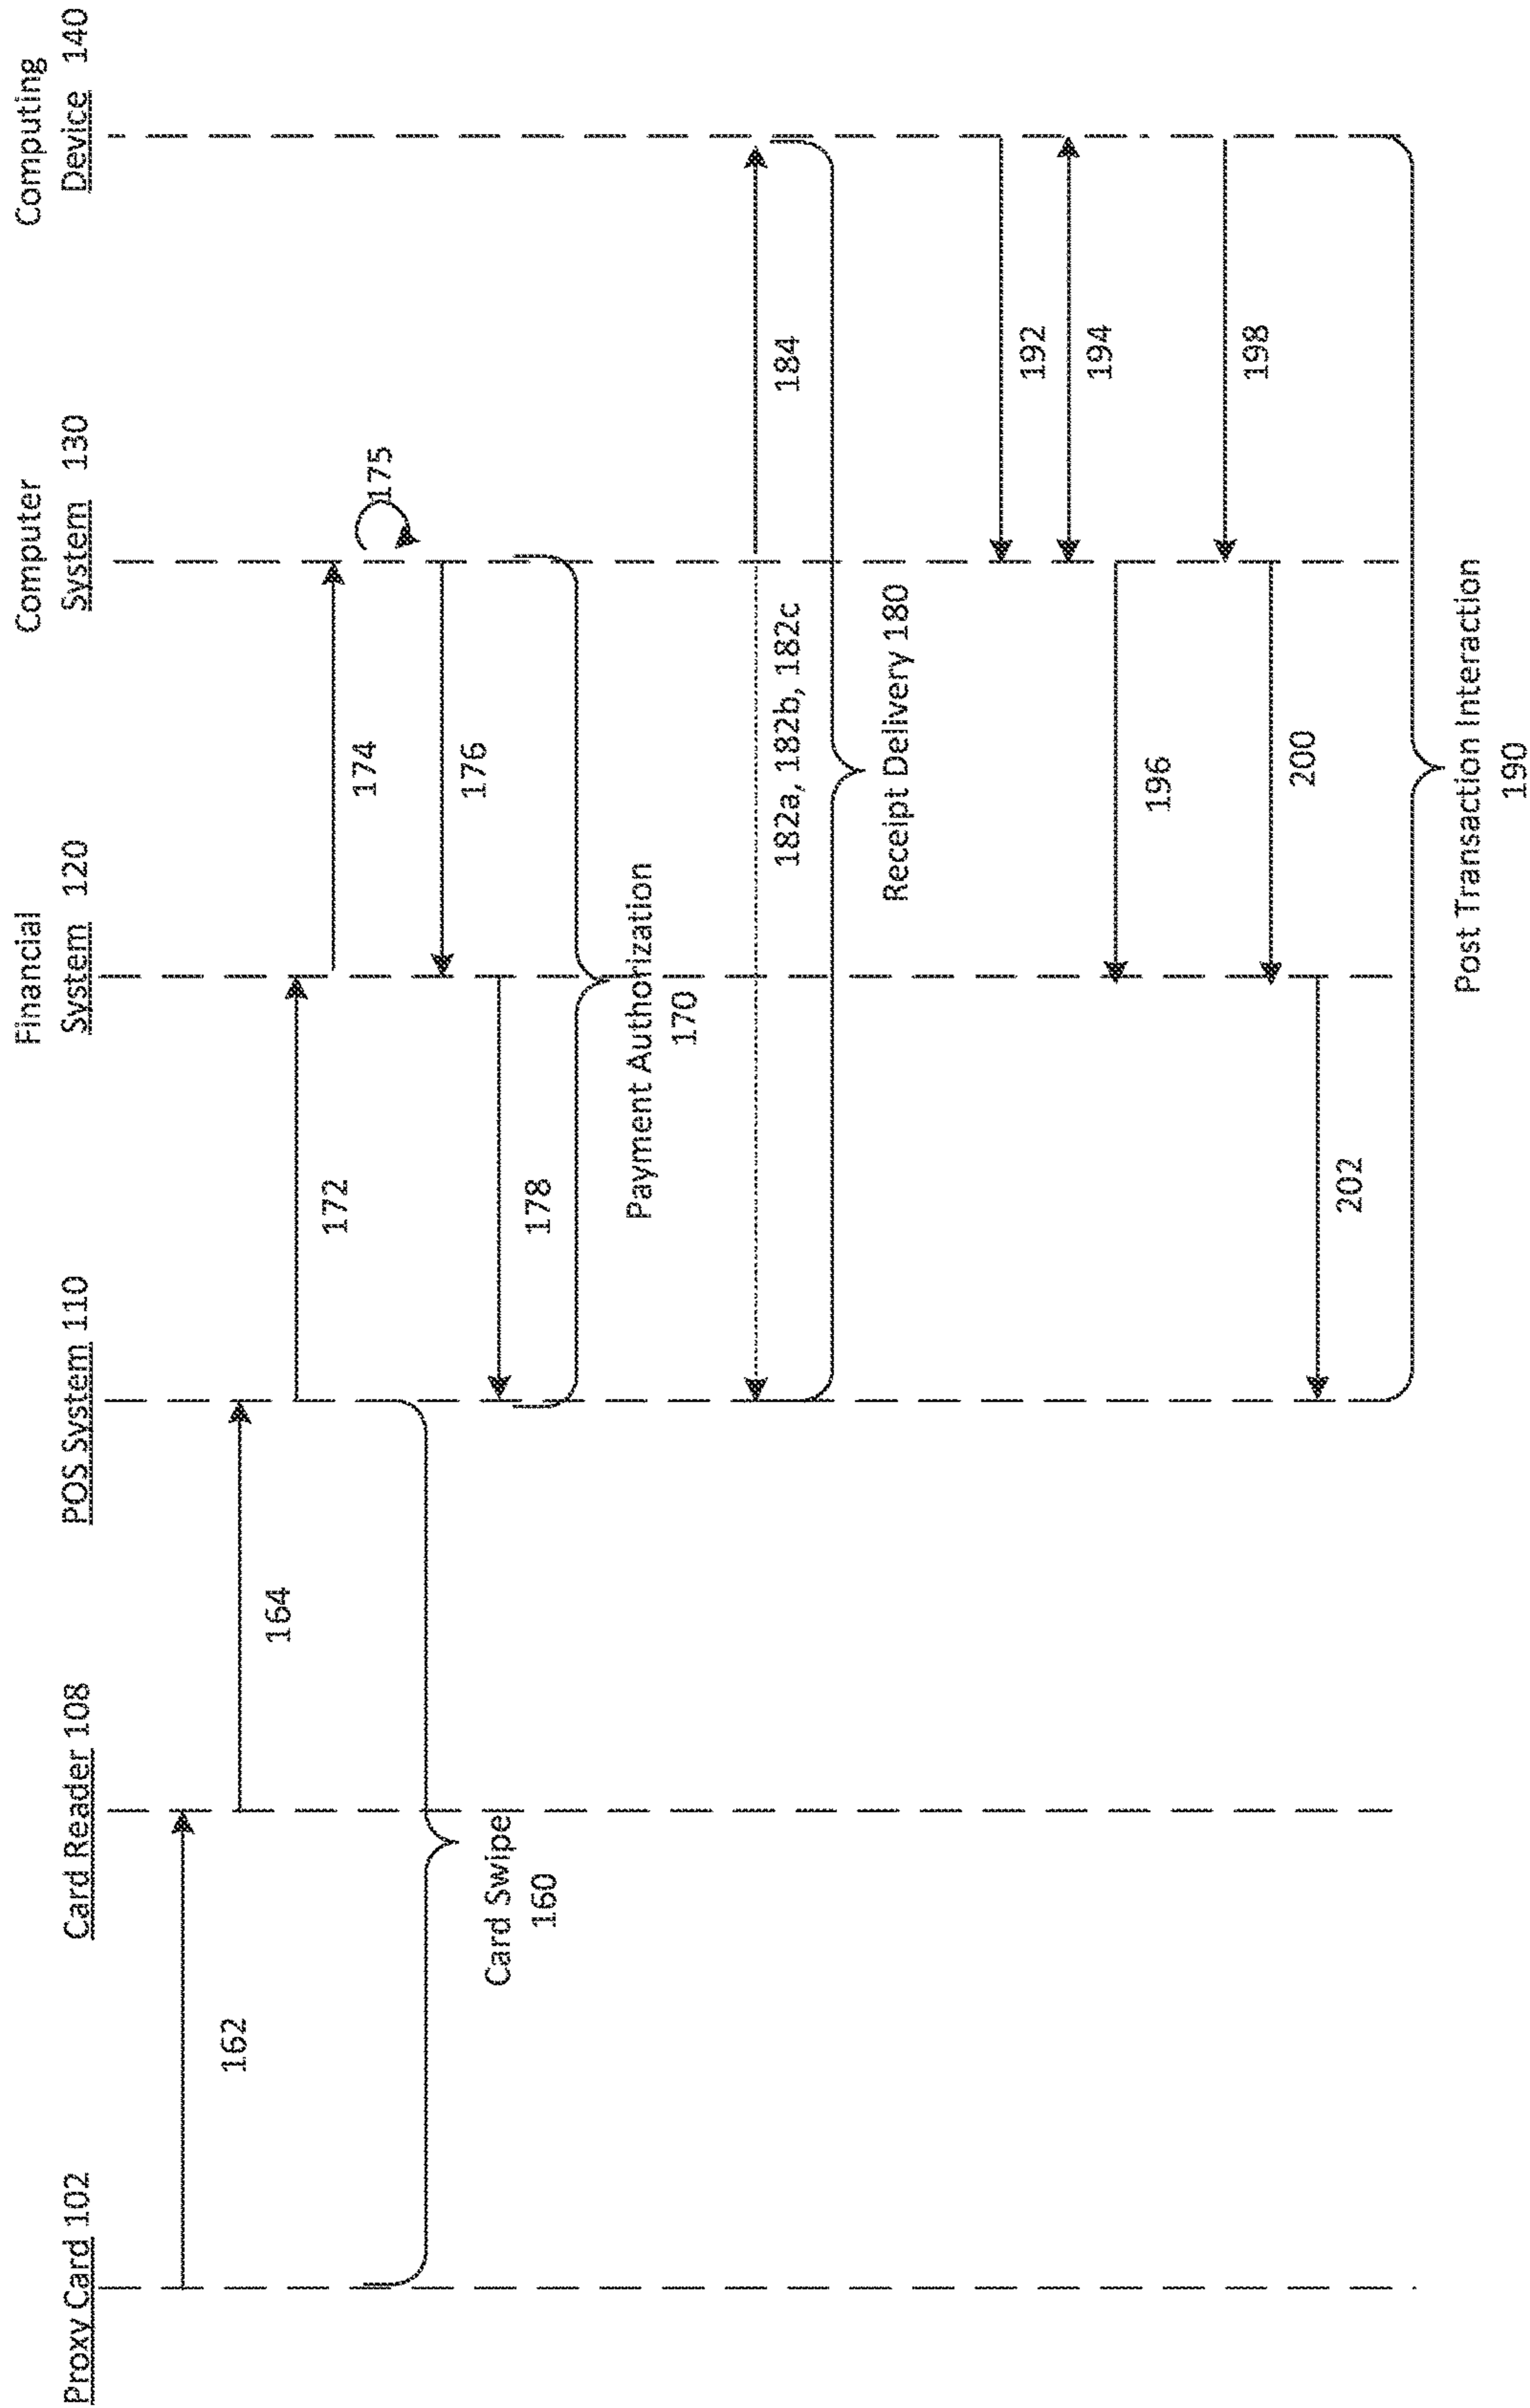 Proxy Card 102
Card Reader 108
POS System 110
Financial
System 120
Computer
System 130
Computing
Device 140
162
164
Card Swipe
160
172
174
175
176
178
Payment Authorization
170
184
182a, 182b, 182c
Receipt Delivery 180
192
194
196
198
200
202
Post Transaction Interaction
190